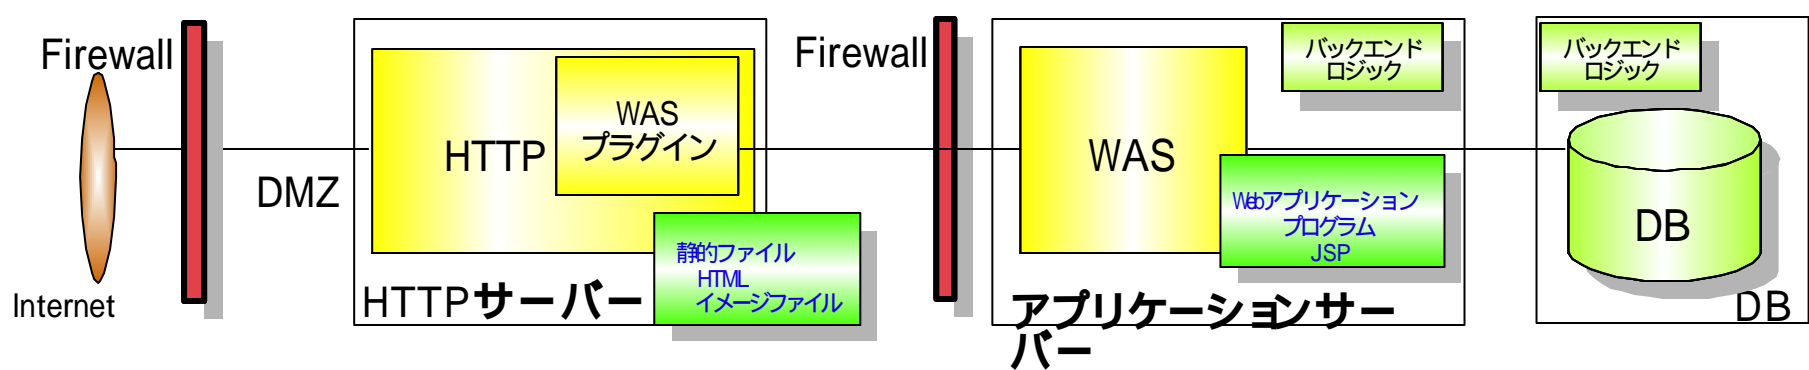 Firewall
Internet
DMZ
HTTP
WAS
プラグイン
静的ファイル
HTML
イメージファイル
HTTPサーバー
Firewall
WAS
バックエンド
ロジック
Webアプリケーション
プログラム
JSP
アプリケーションサー
バー
バックエンド
ロジック
DB
DB